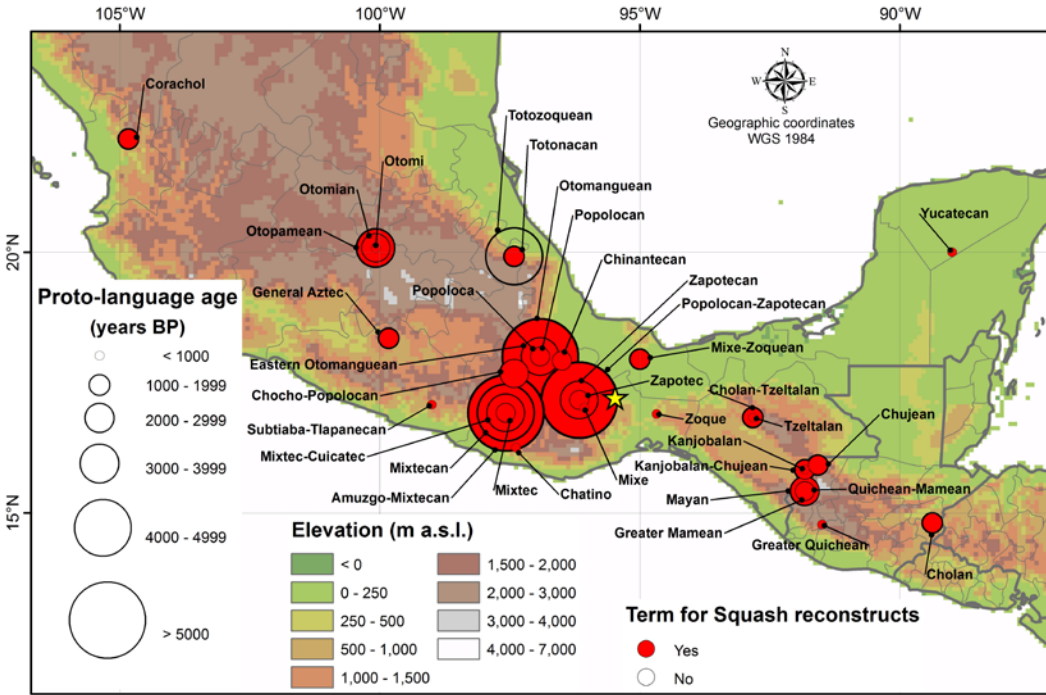 105°W
100°W
95°W
90°W
N
W
E
S
Geographic coordinates
WGS 1984
Corachol
Totozoquean
Totonacan
Otomi
Otomian
Otomanguean
Popolocan
Otopamean
Yucatecan
Chinantecan
20°N
Zapotecan
General Aztec
Popoloca
Popolocan-Zapotecan
Eastern Otomanguean
Mixe-Zoquean
Chocho-Popolocan
Zapotec
Cholan-Tzeltalan
Chujean
Subtiaba-Tlapanecan
Zoque
Tzeltalan
Kanjobalan
Mixtec-Cuicatec
Mixtecan
Kanjobalan-Chujean
Mixe
Amuzgo-Mixtecan
Mixtec
Chatino
Mayan
Quichean-Mamean
15°N
Greater Mamean
Greater Quichean
Cholan
Proto-language age
(years BP)
< 1000
1000 - 1999
2000 - 2999
3000 - 3999
4000 - 4999
> 5000
Elevation (m a.s.l.)
< 0
0 - 250
250 - 500
500 - 1,000
1,000 - 1,500
1,500 - 2,000
2,000 - 3,000
3,000 - 4,000
4,000 - 7,000
Term for Squash reconstructs
Yes
No